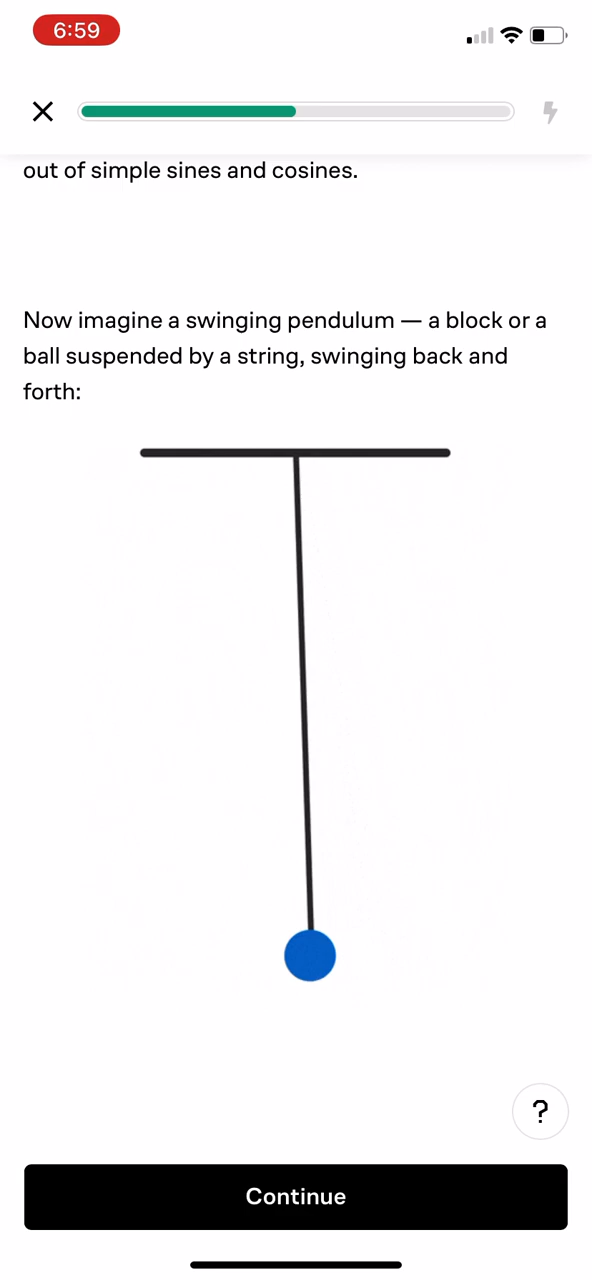 6:59
out of simple sines and cosines.
Now imagine a swinging pendulum — a block or a
ball suspended by a string, swinging back and
forth:
?
Continue